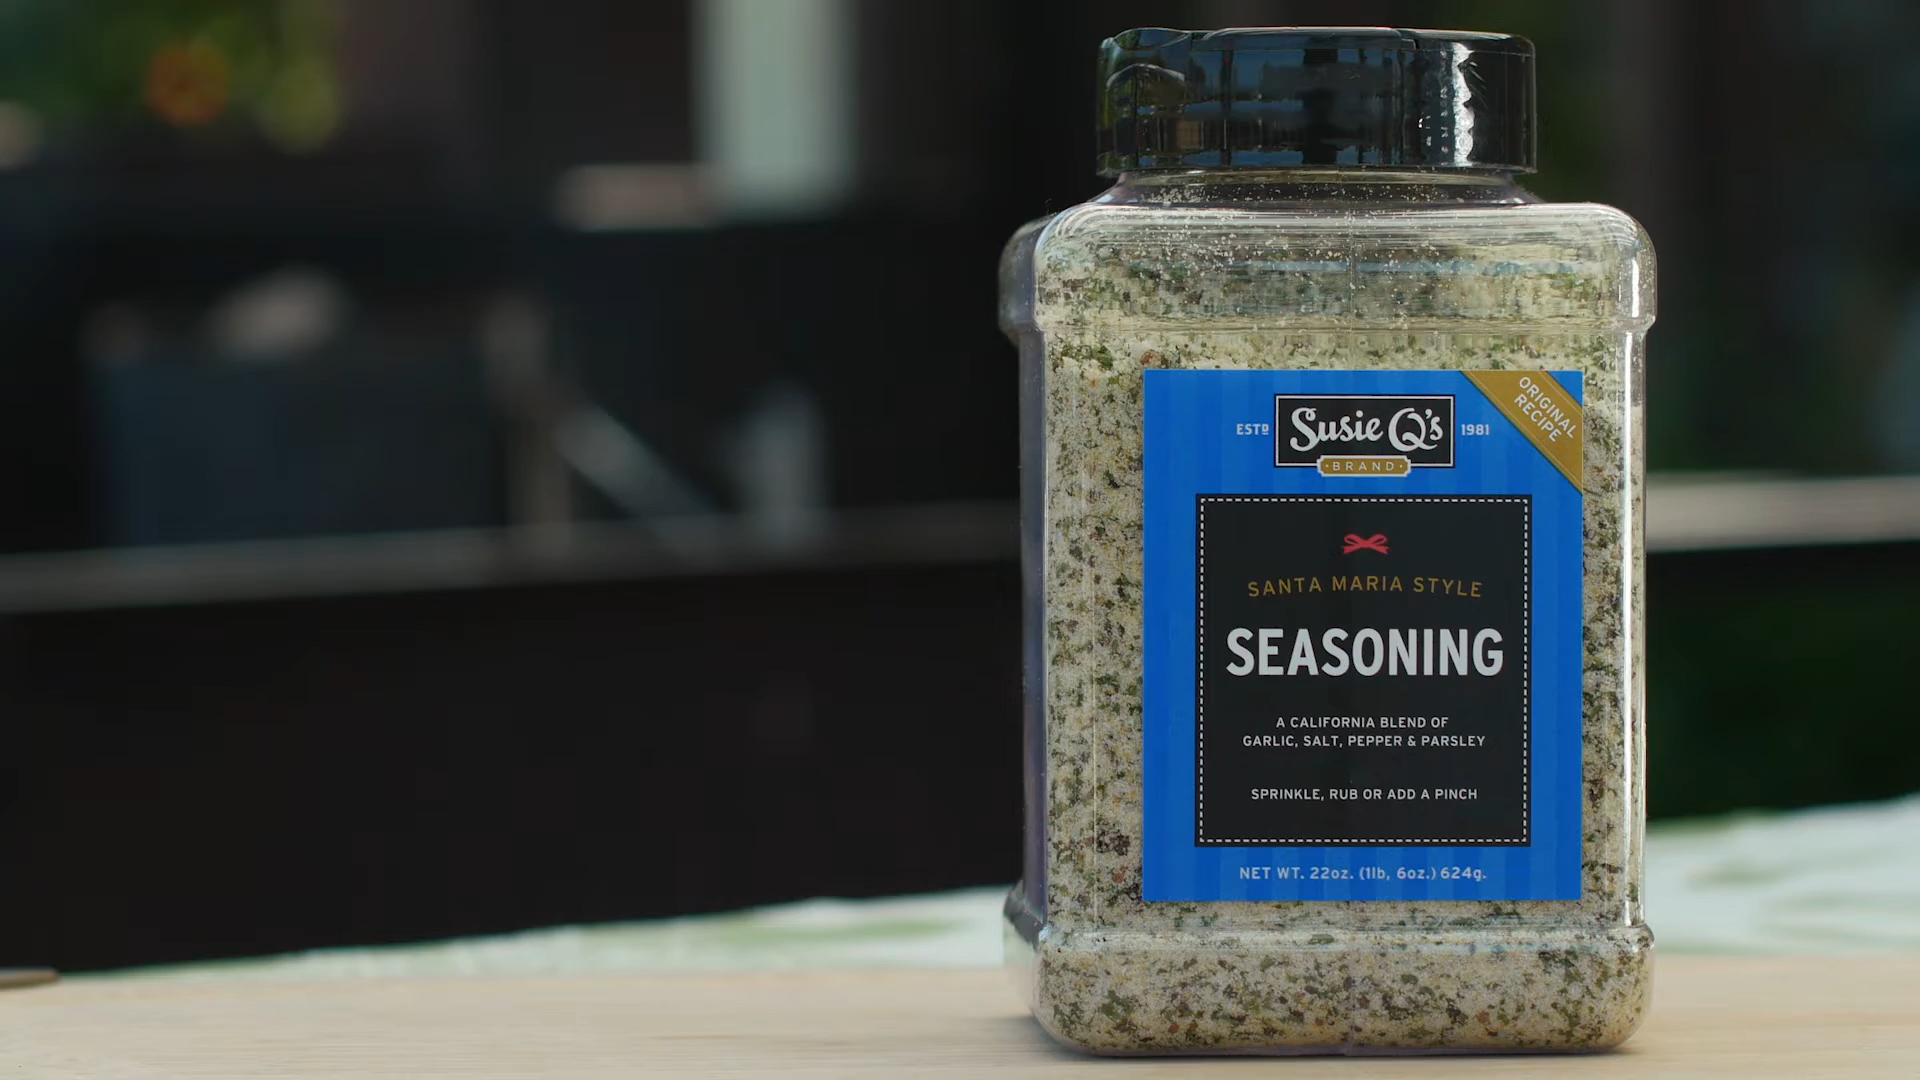 ORIGINAL
RECIPE
ESTD Susie Q's 1981
BRAND
SANTA MARIA STYLE
SEASONING
A CALIFORNIA BLEND OF
GARLIC, SALT, PEPPER & PARSLEY
SPRINKLE, RUB OR ADD A PINCH
NET WT. 22oz. (1lb, 6oz.) 624g.